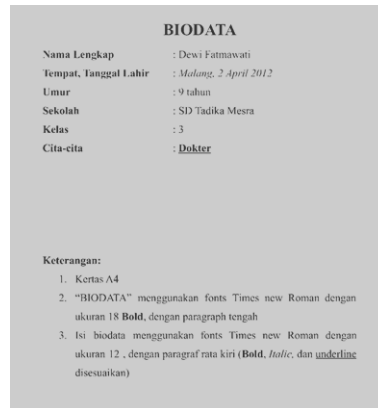 BIODATA
Nama Lengkap : Dewi Fatmawati
Tempat, Tanggal Lahir : Malang, 2 April 2012
Umur : 9 tahun
Sekolah : SD Tadika Mesra
Kelas : 3
Cita-cita : Dokter
Keterangan:
1. Kertas A4
2. "BIODATA" menggunakan fonts Times new Roman dengan
ukuran 18 Bold, dengan paragraph tengah
3. Isi biodata menggunakan fonts Times new Roman dengan
ukuran 12 , dengan paragraf rata kiri (Bold, Italic, dan underline
disesuaikan)